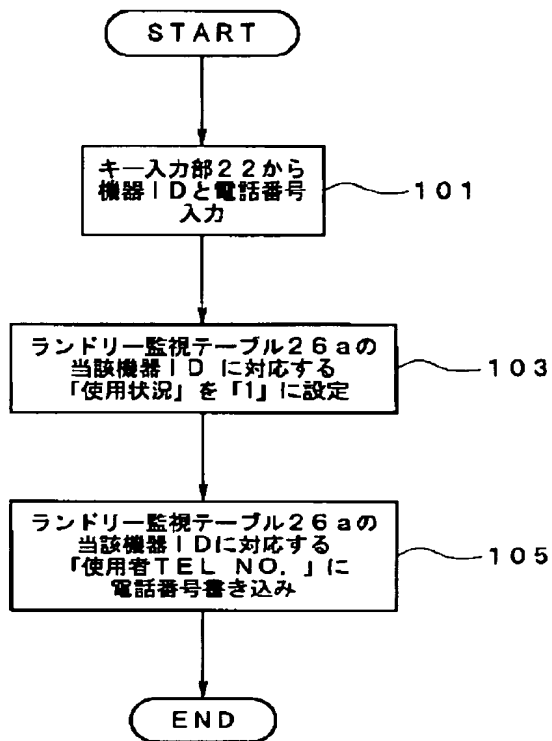 START
キー入力部22から
機器IDと電話番号
入力
101
ランドリー監視テーブル26aの
当該機器ID に対応する
「使用状況」を「1」に設定
103
ランドリー監視テーブル26aの
当該機器IDに対応する
「使用者TEL NO.」に
電話番号書き込み
105
END